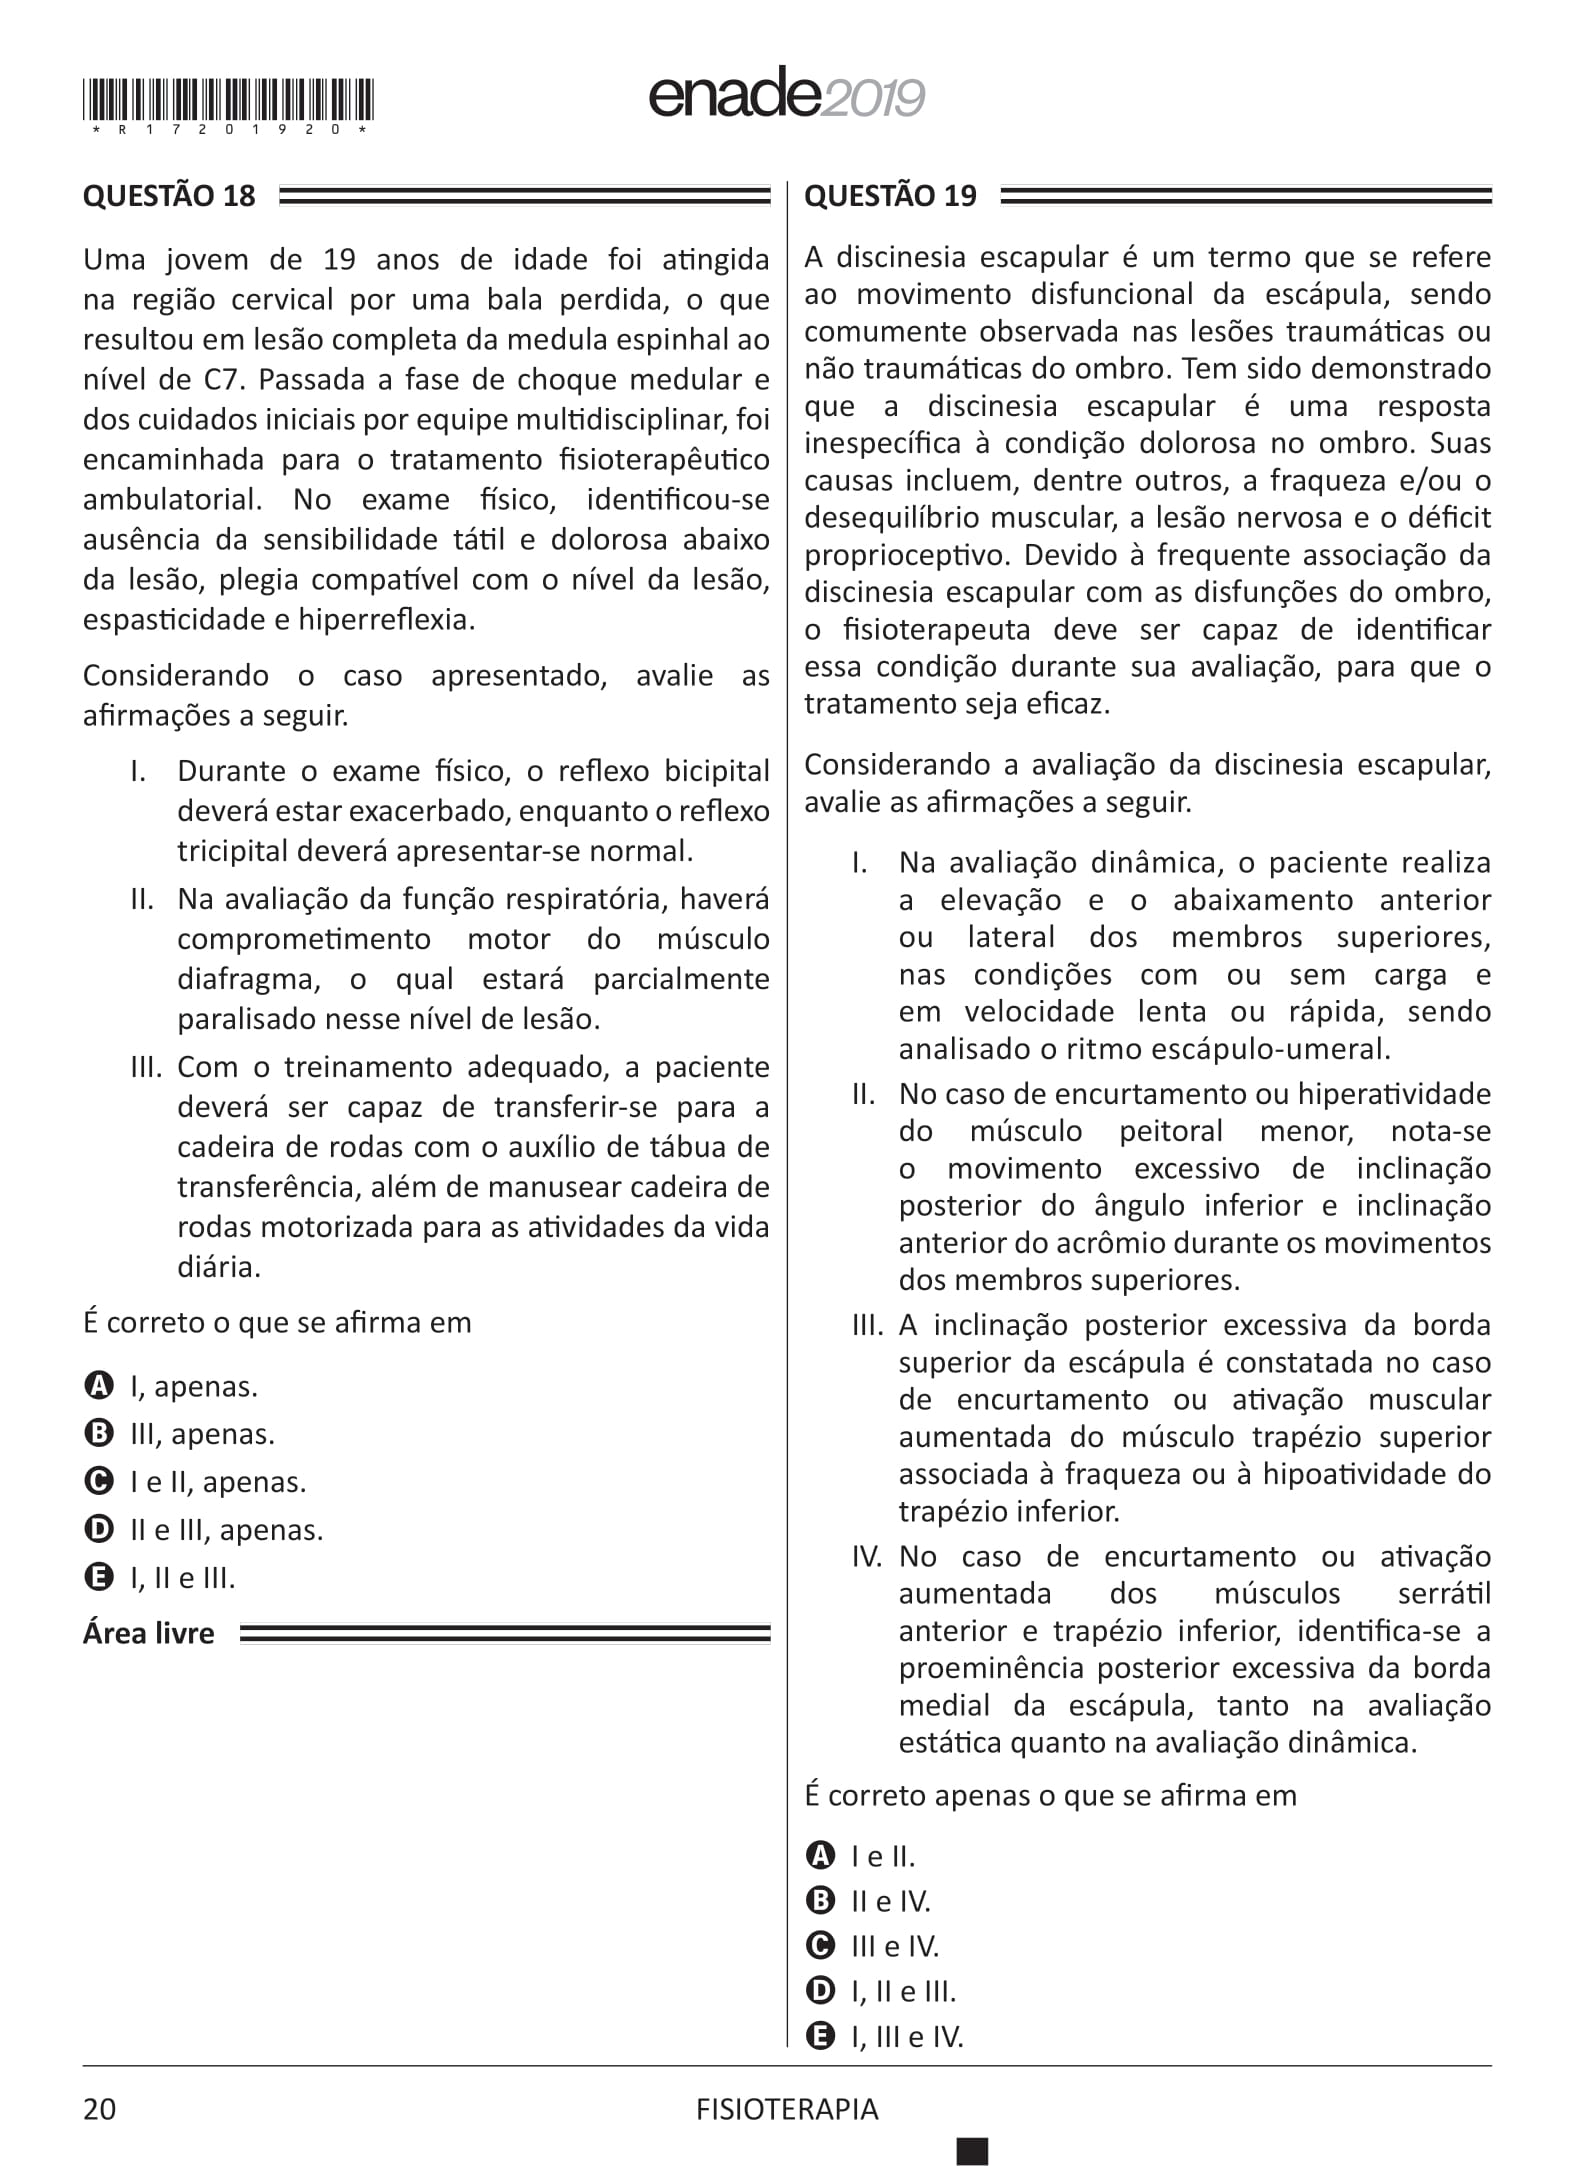 *R17201920*
enade2019
QUESTÃO 18
Uma jovem de 19 anos de idade foi atingida
na região cervical por uma bala perdida, o que
resultou em lesão completa da medula espinhal ao
nível de C7. Passada a fase de choque medular e
dos cuidados iniciais por equipe multidisciplinar, foi
encaminhada para o tratamento fisioterapêutico
ambulatorial. No exame físico, identificou-se
ausência da sensibilidade tátil e dolorosa abaixo
da lesão, plegia compatível com o nível da lesão,
espasticidade e hiperreflexia.
Considerando o caso apresentado, avalie as
afirmações a seguir.
I. Durante o exame físico, o reflexo bicipital
deverá estar exacerbado, enquanto o reflexo
tricipital deverá apresentar-se normal.
II. Na avaliação da função respiratória, haverá
comprometimento motor do músculo
diafragma, o qual estará parcialmente
paralisado nesse nível de lesão.
III. Com o treinamento adequado, a paciente
deverá ser capaz de transferir-se para a
cadeira de rodas com o auxílio de tábua de
transferência, além de manusear cadeira de
rodas motorizada para as atividades da vida
diária.
É correto o que se afirma em
A I, apenas.
B III, apenas.
C I e II, apenas.
D II e III, apenas.
E I, II e III.
Área livre
QUESTÃO 19
A discinesia escapular é um termo que se refere
ao movimento disfuncional da escápula, sendo
comumente observada nas lesões traumáticas ou
não traumáticas do ombro. Tem sido demonstrado
que a discinesia escapular é uma resposta
inespecífica à condição dolorosa no ombro. Suas
causas incluem, dentre outros, a fraqueza e/ou o
desequilíbrio muscular, a lesão nervosa e o déficit
proprioceptivo. Devido à frequente associação da
discinesia escapular com as disfunções do ombro,
o fisioterapeuta deve ser capaz de identificar
essa condição durante sua avaliação, para que o
tratamento seja eficaz.
Considerando a avaliação da discinesia escapular,
avalie as afirmações a seguir.
I. Na avaliação dinâmica, o paciente realiza
a elevação e o abaixamento anterior
ou lateral dos membros superiores,
nas condições com ou sem carga e
em velocidade lenta ou rápida, sendo
analisado o ritmo escápulo-umeral.
II. No caso de encurtamento ou hiperatividade
do músculo peitoral menor, nota-se
o movimento excessivo de inclinação
posterior do ângulo inferior e inclinação
anterior do acrômio durante os movimentos
dos membros superiores.
III. A inclinação posterior excessiva da borda
superior da escápula é constatada no caso
de encurtamento ou ativação muscular
aumentada do músculo trapézio superior
associada à fraqueza ou à hipoatividade do
trapézio inferior.
IV. No caso de encurtamento ou ativação
aumentada dos músculos serrátil
anterior e trapézio inferior, identifica-se a
proeminência posterior excessiva da borda
medial da escápula, tanto na avaliação
estática quanto na avaliação dinâmica.
É correto apenas o que se afirma em
A I e II.
B II e IV.
C III e IV.
D I, II e III.
E I, III e IV.
20
FISIOTERAPIA